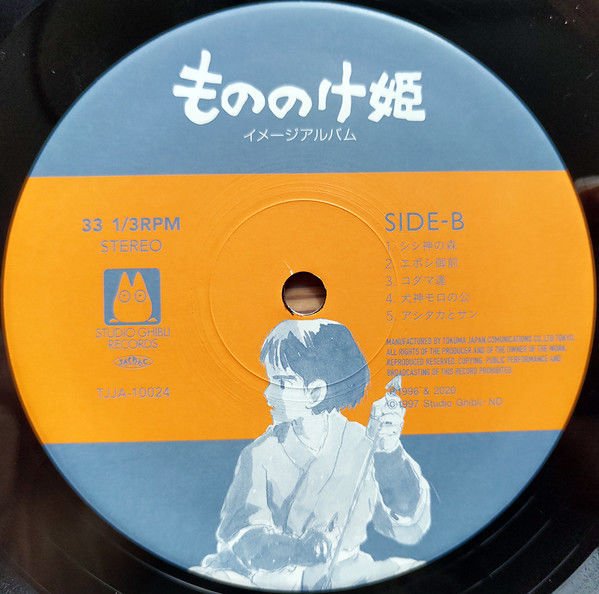 もののけ姫
イメージアルバム
33 1/3RPM
STEREO
STUDIO GHIBLI
RECORDS
JASRAC
TJJA-10024
SIDE-B
1. シシ神の森
2. エボシ御前
3. コダマ達
4. 犬神モロの公
5. アシタカとサン
MANUFACTURED BY TOKUMA JAPAN COMUNICATIONS CO.,LTD TOKYO.
ALL RIGHTS OF THE PRODUCER AND OF THE OWNER OF THE WORK
REPRODUCED RESERVED. COPYING, PUBLIC PERFORMANCE AND
BROADCASTING OF THIS RECORD PROHIBITED.
℗1996 & 2020
©1997 Studio Ghibli・ND